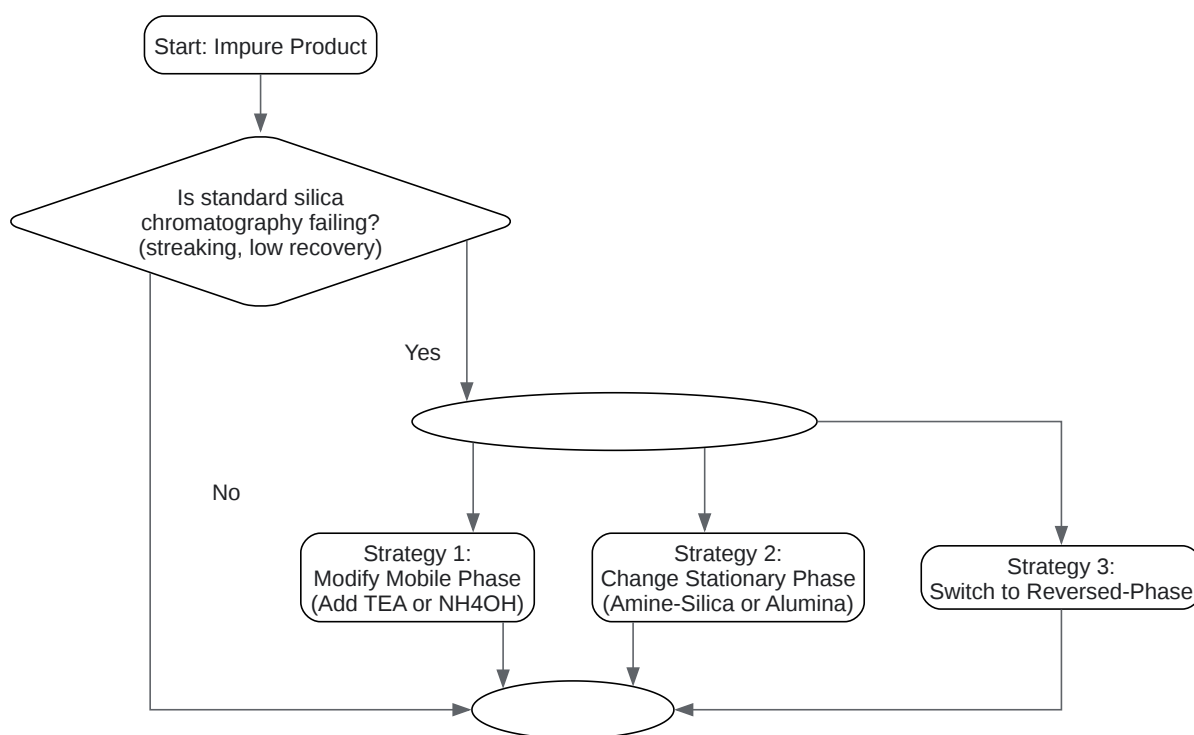 Start: Impure Product
Is standard silica
chromatography failing?
(streaking, low recovery)
Yes
No
Strategy 1:
Modify Mobile Phase
(Add TEA or NH4OH)
Strategy 2:
Change Stationary Phase
(Amine-Silica or Alumina)
Strategy 3:
Switch to Reversed-Phase